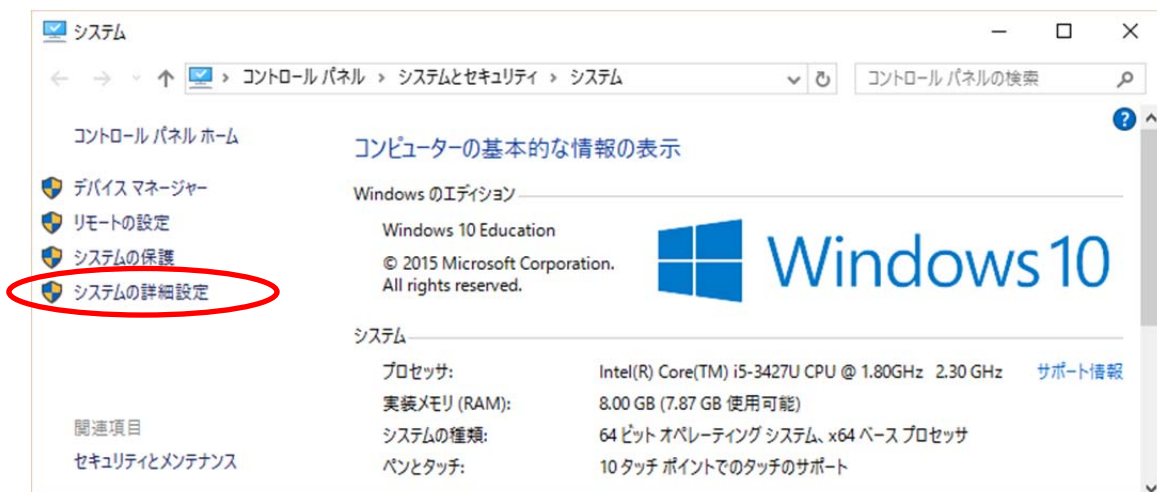 システム
コントロール パネル › システムとセキュリティ › システム
コントロール パネルの検索
コントロール パネル ホーム
デバイス マネージャー
リモートの設定
システムの保護
システムの詳細設定
関連項目
セキュリティとメンテナンス
コンピューターの基本的な情報の表示
Windows のエディション
Windows 10 Education
© 2015 Microsoft Corporation.
All rights reserved.
Windows 10
システム
プロセッサ: Intel(R) Core(TM) i5-3427U CPU @ 1.80GHz 2.30 GHz サポート情報
実装メモリ (RAM): 8.00 GB (7.87 GB 使用可能)
システムの種類: 64 ビット オペレーティング システム、x64 ベース プロセッサ
ペンとタッチ: 10 タッチ ポイントでのタッチのサポート